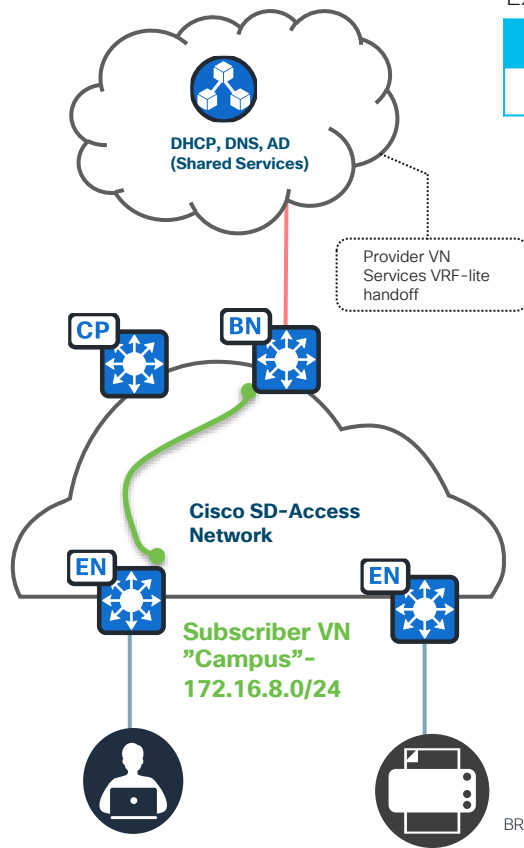 Ex
DHCP, DNS, AD
(Shared Services)
Provider VN
Services VRF-lite
handoff
CP
BN
Cisco SD-Access
Network
EN
EN
Subscriber VN
”Campus”-
172.16.8.0/24
BR